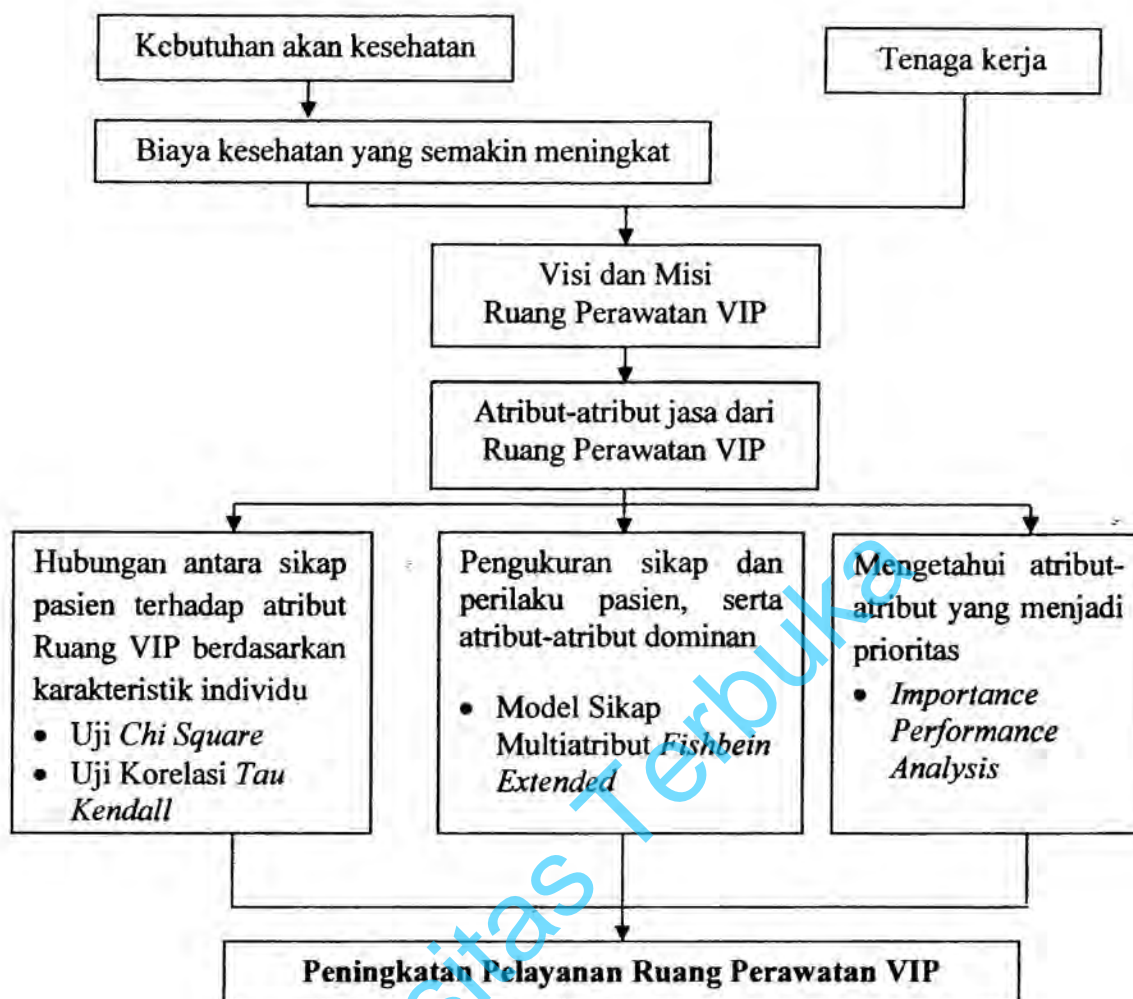 Kebutuhan akan kesehatan
Tenaga kerja
Biaya kesehatan yang semakin meningkat
Visi dan Misi
Ruang Perawatan VIP
Atribut-atribut jasa dari
Ruang Perawatan VIP
Hubungan antara sikap
pasien terhadap atribut
Ruang VIP berdasarkan
karakteristik individu
• Uji Chi Square
• Uji Korelasi Tau
Kendall
Pengukuran sikap dan
perilaku pasien, serta
atribut-atribut dominan
• Model Sikap
Multiatribut Fishbein
Extended
Mengetahui atribut-
atribut yang menjadi
prioritas
• Importance
Performance
Analysis
Peningkatan Pelayanan Ruang Perawatan VIP
sitas Terbuka